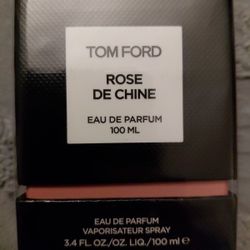 TOM FORD
ROSE
DE CHINE
EAU DE PARFUM
100 ML
EAU DE PARFUM
VAPORISATEUR SPRAY
3.4 FL. OZ./OZ. LIQ./100 ml ℮